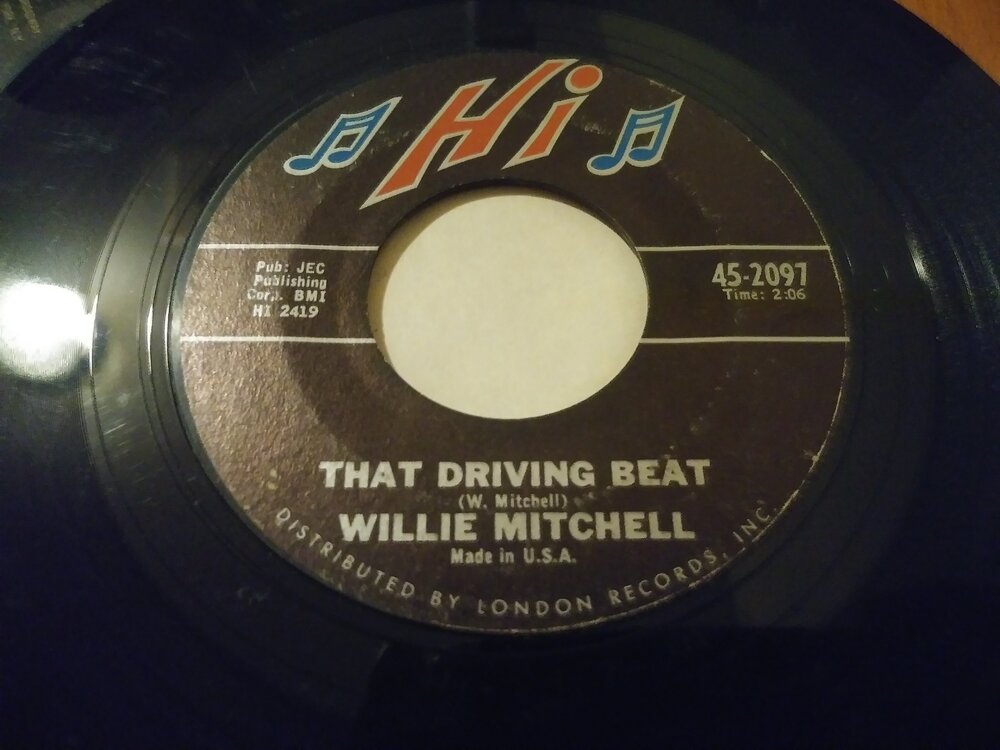 Hi
Pub: JEC
Publishing
Corp. BMI
HI 2419
45-2097
Time: 2:06
THAT DRIVING BEAT
(W. Mitchell)
WILLIE MITCHELL
Made in U.S.A.
DISTRIBUTED BY LONDON RECORDS, INC.